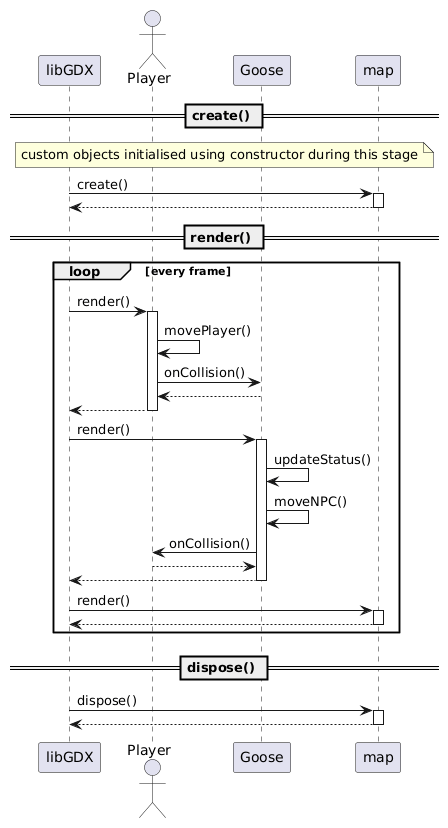 libGDX
Player
Goose
map
create()
custom objects initialised using constructor during this stage
create()
render()
loop [every frame]
render()
movePlayer()
onCollision()
render()
updateStatus()
moveNPC()
onCollision()
render()
dispose()
dispose()
libGDX
Player
Goose
map